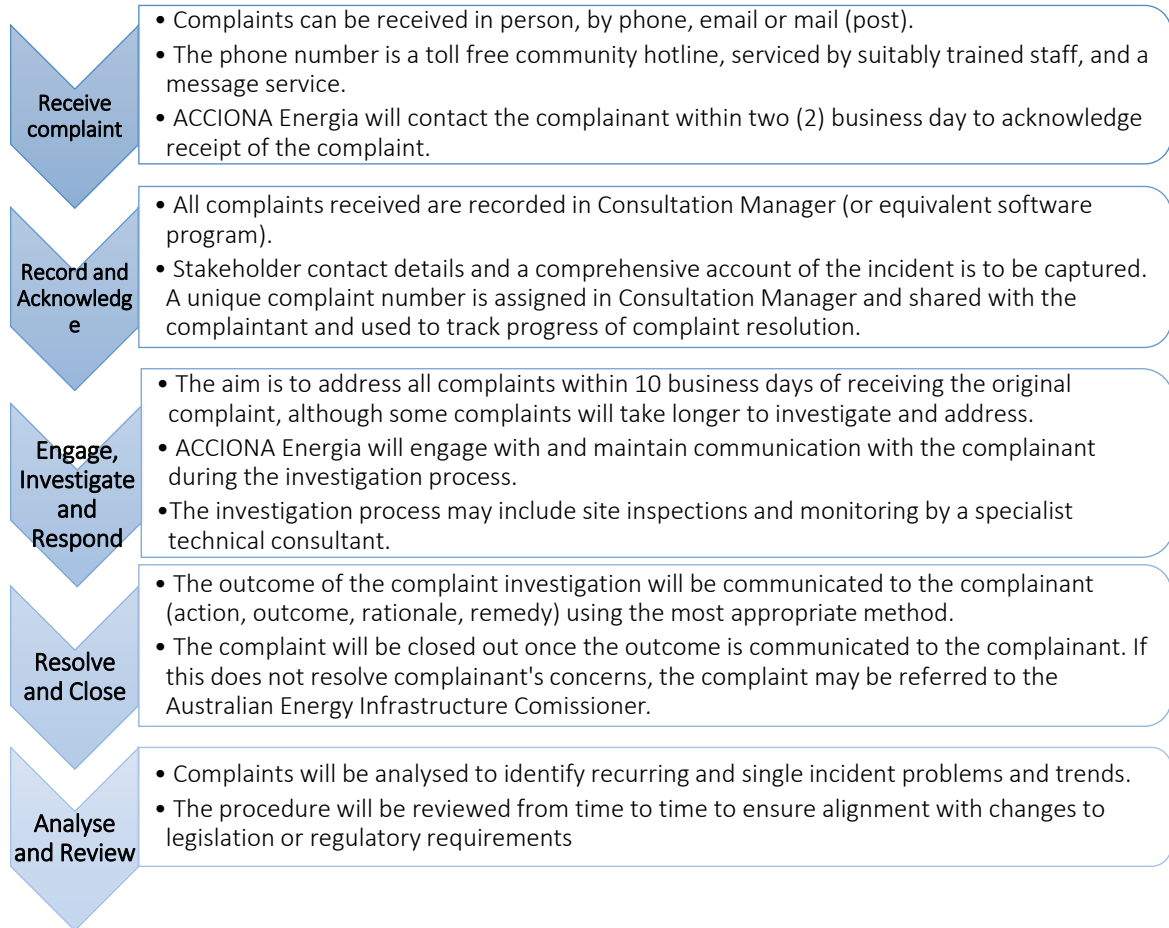 Receive
complaint
• Complaints can be received in person, by phone, email or mail (post).
• The phone number is a toll free community hotline, serviced by suitably trained staff, and a
message service.
• ACCIONA Energia will contact the complainant within two (2) business day to acknowledge
receipt of the complaint.
Record and
Acknowledg
e
• All complaints received are recorded in Consultation Manager (or equivalent software
program).
• Stakeholder contact details and a comprehensive account of the incident is to be captured.
A unique complaint number is assigned in Consultation Manager and shared with the
complaintant and used to track progress of complaint resolution.
Engage,
Investigate
and
Respond
• The aim is to address all complaints within 10 business days of receiving the original
complaint, although some complaints will take longer to investigate and address.
• ACCIONA Energia will engage with and maintain communication with the complainant
during the investigation process.
•The investigation process may include site inspections and monitoring by a specialist
technical consultant.
Resolve
and Close
• The outcome of the complaint investigation will be communicated to the complainant
(action, outcome, rationale, remedy) using the most appropriate method.
• The complaint will be closed out once the outcome is communicated to the complainant. If
this does not resolve complainant's concerns, the complaint may be referred to the
Australian Energy Infrastructure Comissioner.
Analyse
and Review
• Complaints will be analysed to identify recurring and single incident problems and trends.
• The procedure will be reviewed from time to time to ensure alignment with changes to
legislation or regulatory requirements